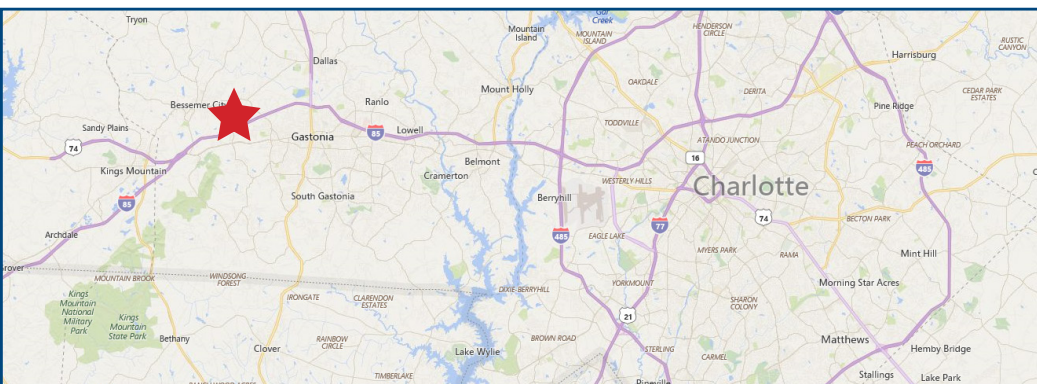 Tryon
Gar
Creek
Mountain
Island
MOUNTAIN
ISLAND
HENDERSON
CIRCLE
RUSTIC
CANYON
Harrisburg
Dallas
OAKDALE
DERITA
CEDAR PARK
ESTATES
Mount Holly
Bessemer City
Ranlo
Pine Ridge
Sandy Plains
Gastonia
85
Lowell
TODDVILLE
ATANDO JUNCTION
PEACH ORCHARD
74
16
485
Kings Mountain
Belmont
Cramerton
WESTERLY HILLS
Charlotte
85
South Gastonia
Berryhill
74
BECTON PARK
Archdale
485
EAGLE LAKE
77
MYERS PARK
RAMA
Mint Hill
MOUNTAIN BROOK
WINDSONG
FOREST
DIXIE-BERRYHILL
YORKMOUNT
Morning Star Acres
Kings
Mountain
National
Military
Park
Kings
Mountain
State Park
IRONGATE
CLARENDON
ESTATES
SHARON
COLONY
21
Bethany
Clover
RAINBOW
CIRCLE
Lake Wylie
BROWN ROAD
STERLING
CARMEL
Matthews
Hemby Bridge
TIMBERLAKE
Pineville
Stallings
Lake Park